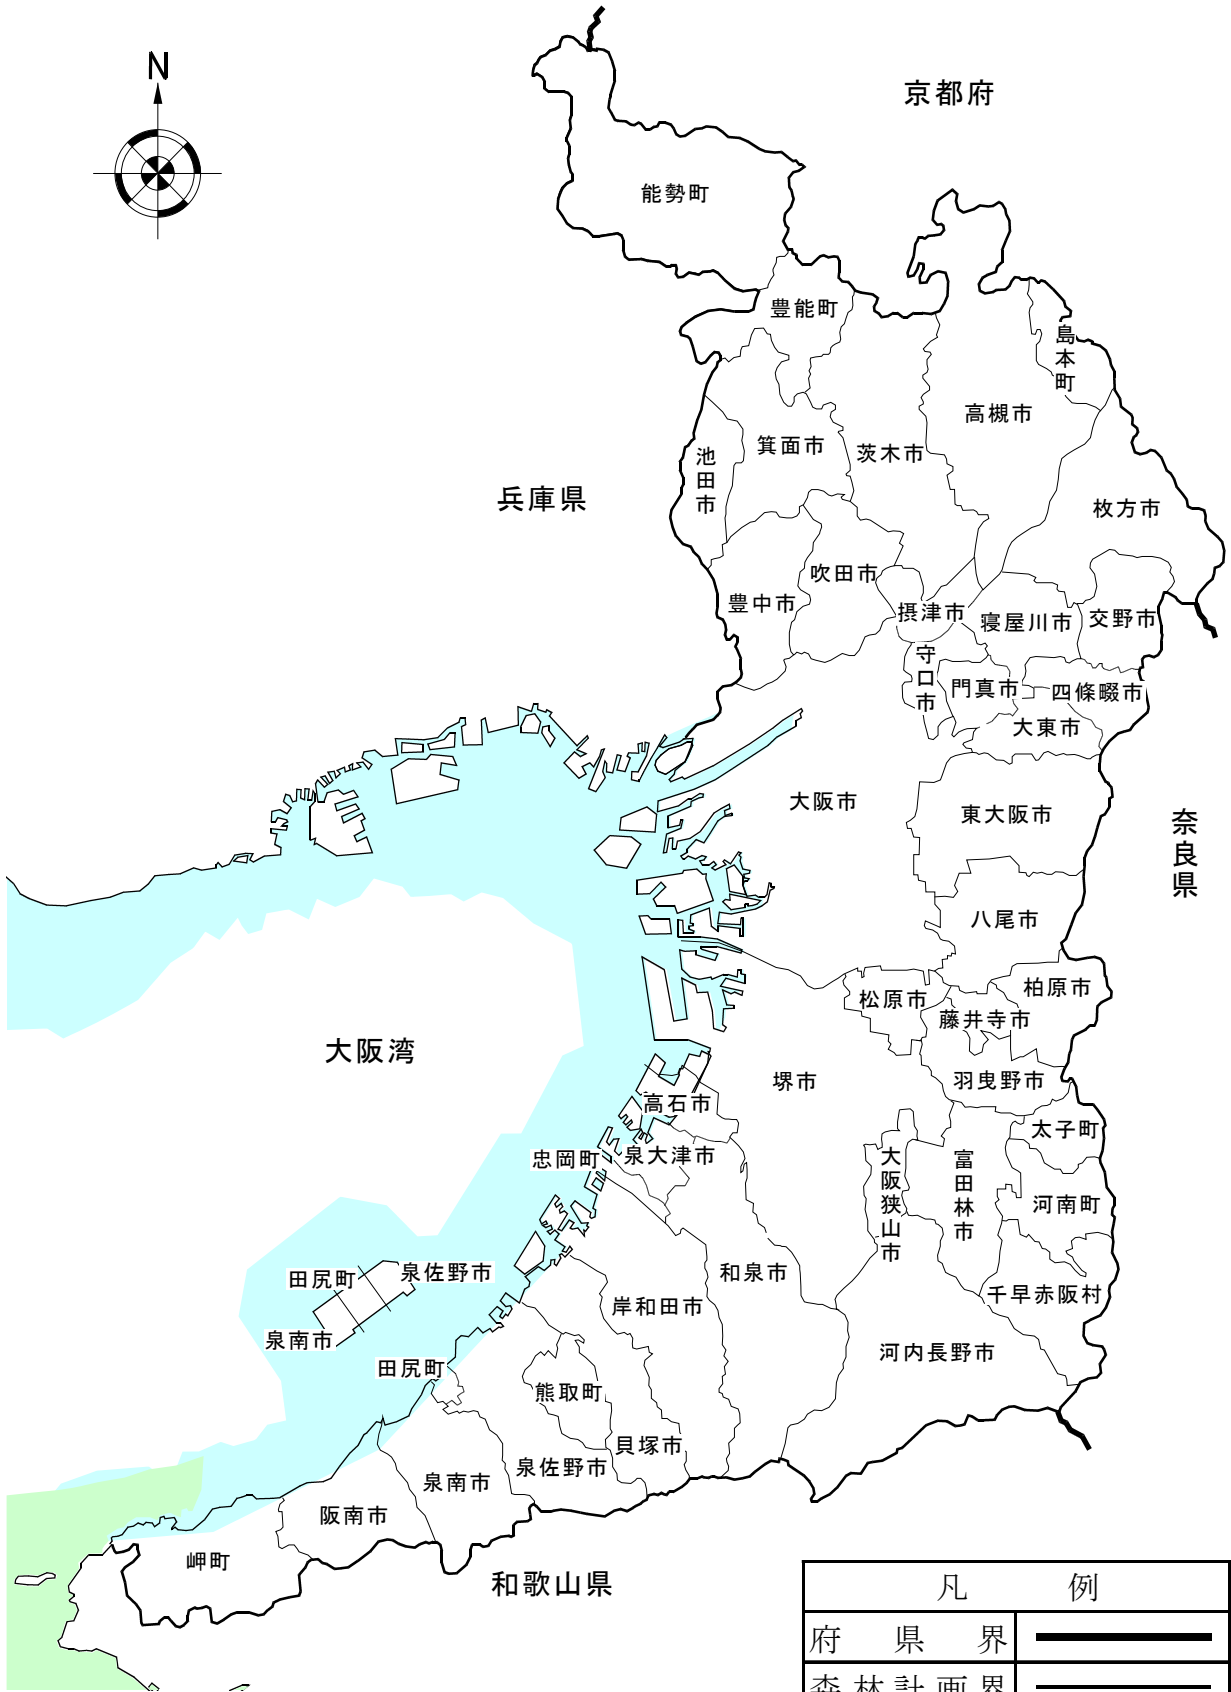 N
京都府
能勢町
豊能町
島本町
高槻市
箕面市
茨木市
池田市
兵庫県
枚方市
吹田市
豊中市
摂津市
寝屋川市
交野市
守口市
門真市
四條畷市
大東市
大阪市
東大阪市
奈良県
八尾市
柏原市
松原市
藤井寺市
大阪湾
堺市
羽曳野市
高石市
太子町
泉大津市
忠岡町
大阪狭山市
富田林市
河南町
和泉市
泉佐野市
田尻町
千早赤阪村
岸和田市
泉南市
河内長野市
田尻町
熊取町
貝塚市
泉佐野市
泉南市
阪南市
岬町
和歌山県
凡例
府県界
森林計画界